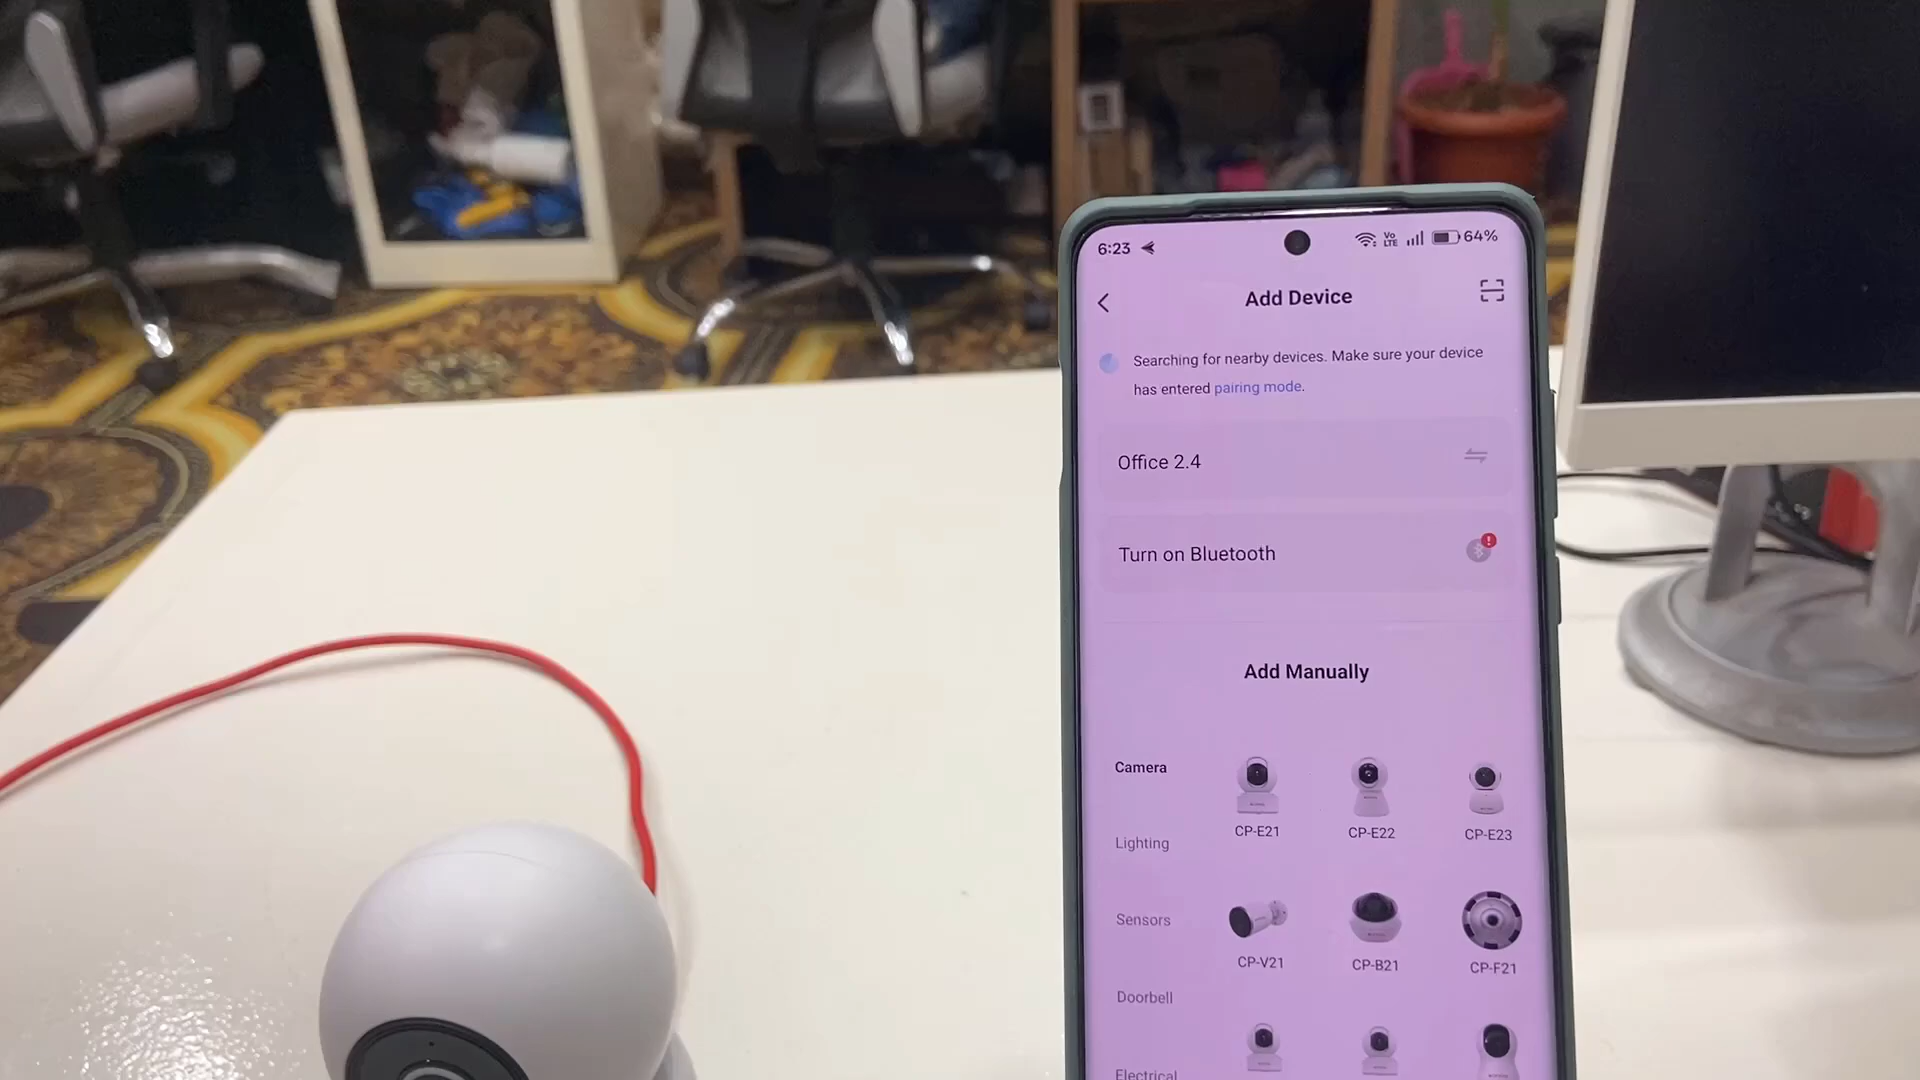 6:23
Vo
LTE
64%
Add Device
Searching for nearby devices. Make sure your device
has entered pairing mode.
Office 2.4
Turn on Bluetooth
Add Manually
Camera
CP-E21
CP-E22
CP-E23
Lighting
Sensors
CP-V21
CP-B21
CP-F21
Doorbell
Electrical